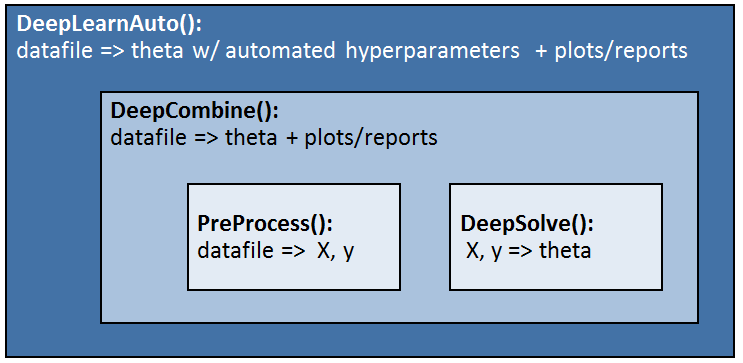 DeepLearnAuto():
datafile => theta w/ automated hyperparameters + plots/reports
DeepCombine():
datafile => theta + plots/reports
PreProcess():
datafile => X, y
DeepSolve():
X, y => theta